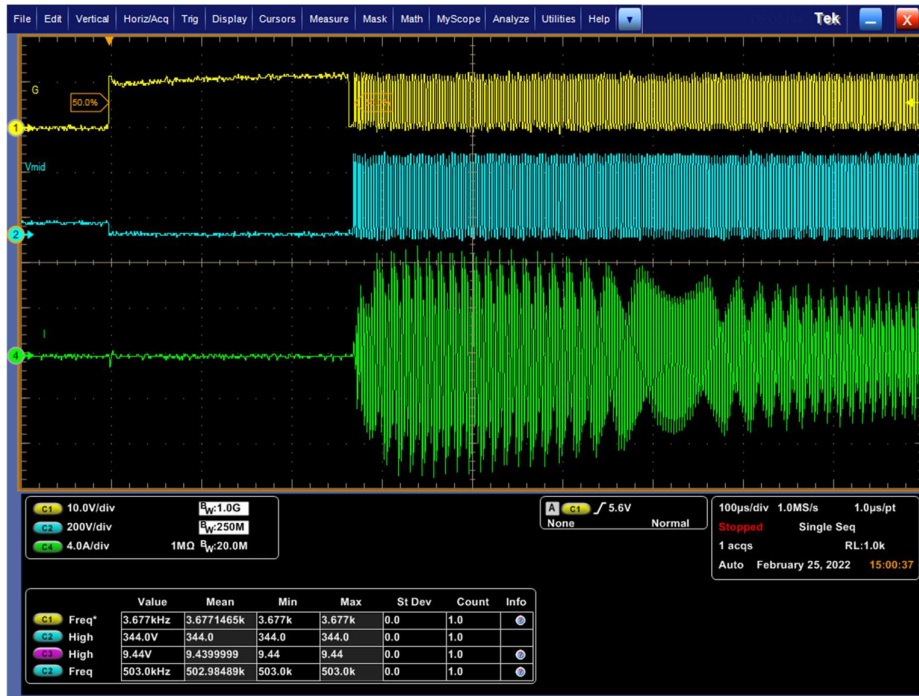 File Edit Vertical Horiz/Acq Trig Display Cursors Measure Mask Math MyScope Analyze Utilities Help Tek X
G
50.0%
1
Vmid
2
I
4
C1 10.0V/div BW:1.0G
C2 200V/div BW:250M
C4 4.0A/div 1MΩ BW:20.0M
A C1 5.6V
None Normal
100µs/div 1.0MS/s 1.0µs/pt
Stopped Single Seq
1 acqs RL:1.0k
Auto February 25, 2022 15:00:37
Value Mean Min Max St Dev Count Info
C1 Freq* 3.677kHz 3.6771465k 3.677k 3.677k 0.0 1.0
C2 High 344.0V 344.0 344.0 344.0 0.0 1.0
C3 High 9.44V 9.4399999 9.44 9.44 0.0 1.0
C2 Freq 503.0kHz 502.98489k 503.0k 503.0k 0.0 1.0